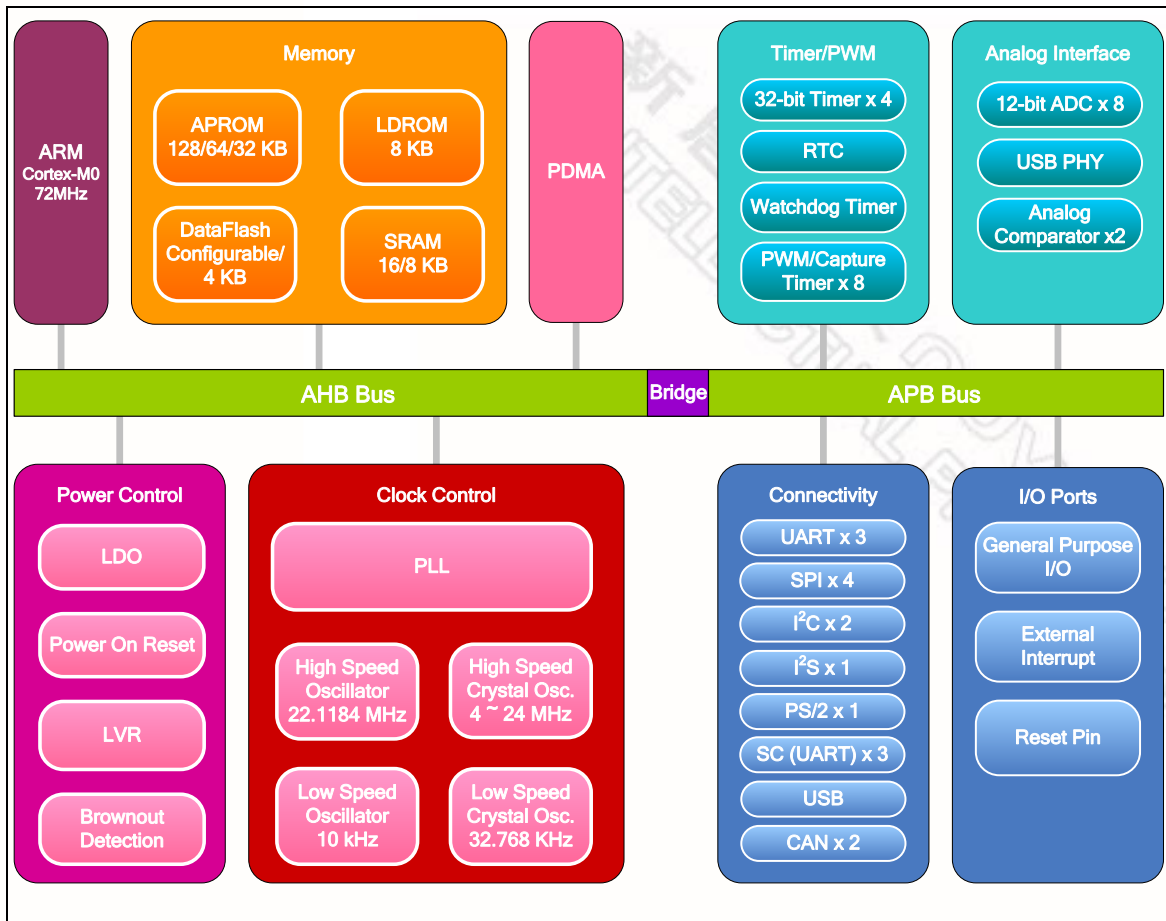 ARM
Cortex-M0
72MHz
Memory
APROM
128/64/32 KB
LDROM
8 KB
DataFlash
Configurable/
4 KB
SRAM
16/8 KB
PDMA
Timer/PWM
32-bit Timer x 4
RTC
Watchdog Timer
PWM/Capture
Timer x 8
Analog Interface
12-bit ADC x 8
USB PHY
Analog
Comparator x2
AHB Bus
Bridge
APB Bus
Power Control
LDO
Power On Reset
LVR
Brownout
Detection
Clock Control
PLL
High Speed
Oscillator
22.1184 MHz
High Speed
Crystal Osc.
4 ~ 24 MHz
Low Speed
Oscillator
10 kHz
Low Speed
Crystal Osc.
32.768 KHz
Connectivity
UART x 3
SPI x 4
I²C x 2
I²S x 1
PS/2 x 1
SC (UART) x 3
USB
CAN x 2
I/O Ports
General Purpose
I/O
External
Interrupt
Reset Pin